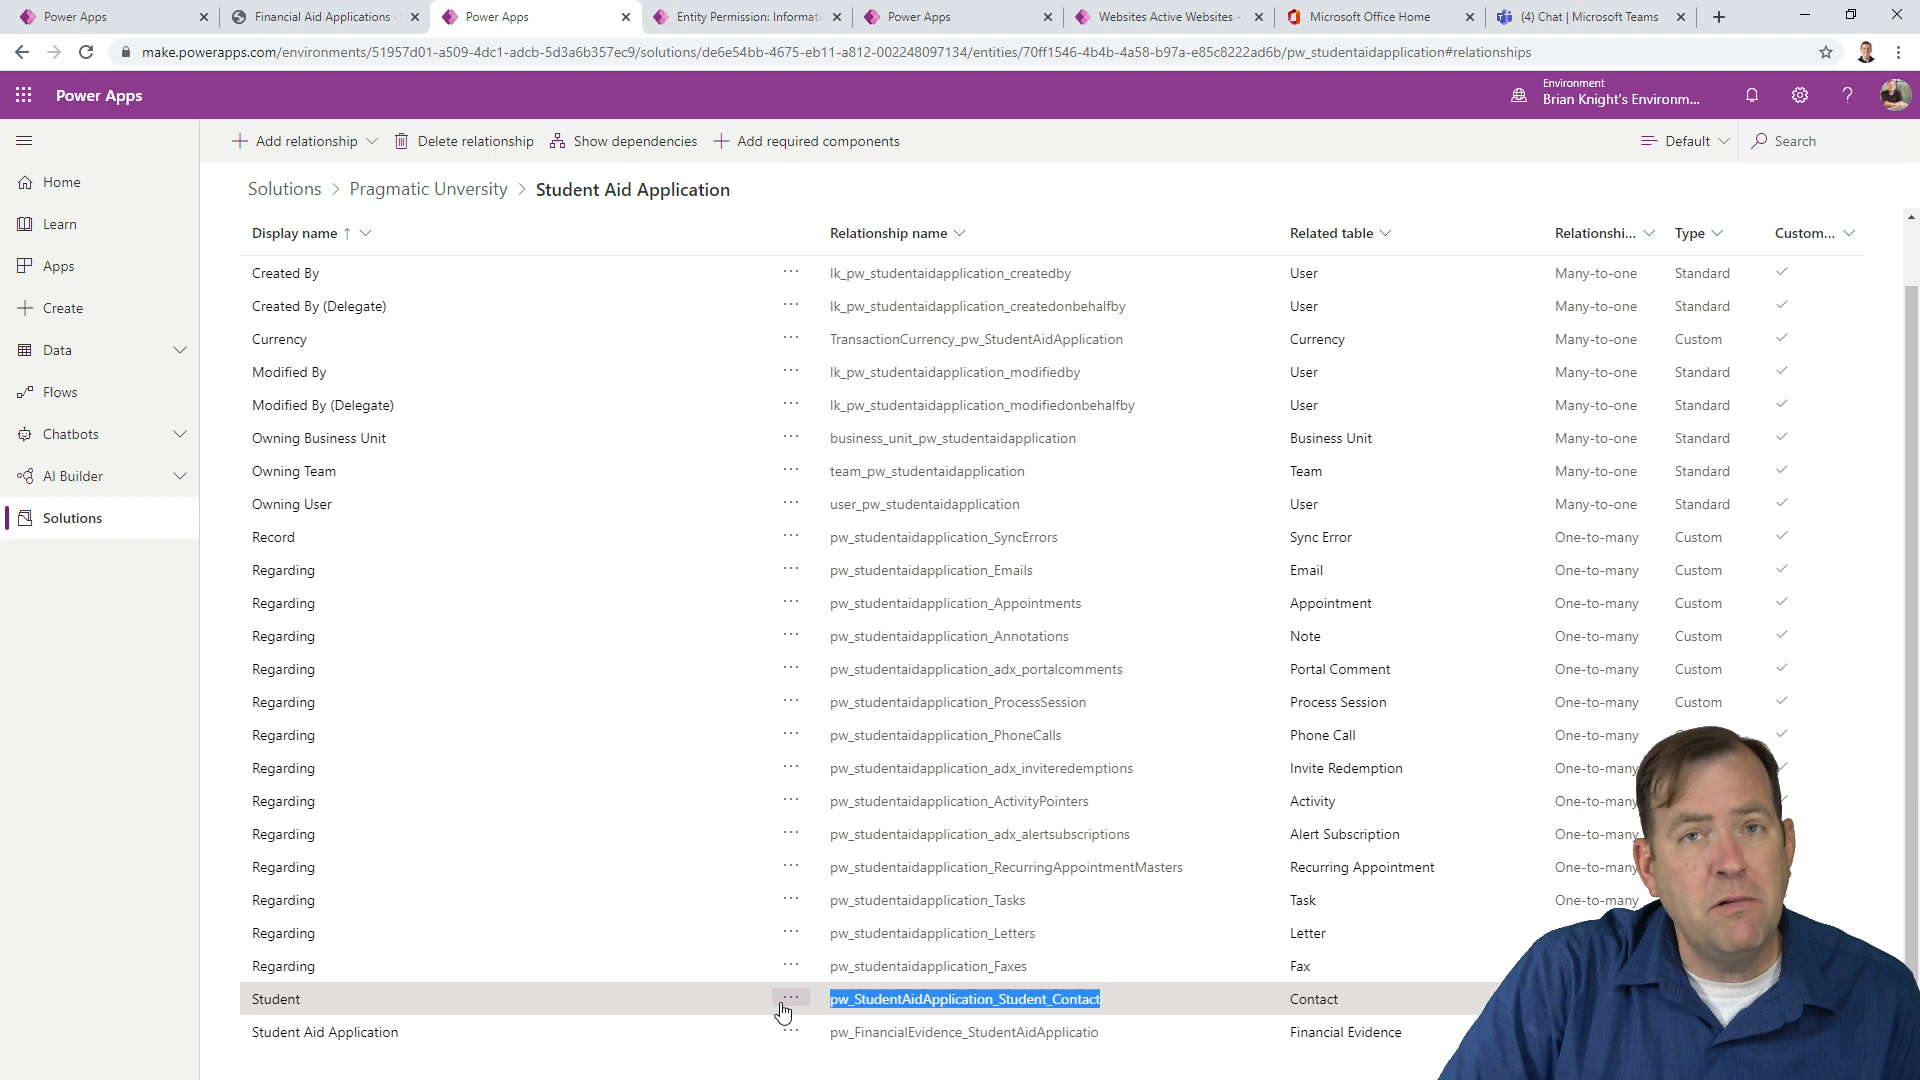 Power Apps
Financial Aid Applications ·
Power Apps
Entity Permission: Informati
Power Apps
Websites Active Websites -
Microsoft Office Home
(4) Chat | Microsoft Teams
make.powerapps.com/environments/51957d01-a509-4dc1-adcb-5d3a6b357ec9/solutions/de6e54bb-4675-eb11-a812-002248097134/entities/70ff1546-4b4b-4a58-b97a-e85c8222ad6b/pw_studentaidapplication#relationships
Power Apps
Environment
Brian Knight's Environm...
Add relationship
Delete relationship
Show dependencies
Add required components
Default
Search
Home
Learn
Apps
Create
Data
Flows
Chatbots
AI Builder
Solutions
Solutions > Pragmatic Unversity > Student Aid Application
Display name ↑ Relationship name Related table Relationshi... Type Custom...
Created By ... lk_pw_studentaidapplication_createdby User Many-to-one Standard
Created By (Delegate) ... lk_pw_studentaidapplication_createdonbehalfby User Many-to-one Standard
Currency ... TransactionCurrency_pw_StudentAidApplication Currency Many-to-one Custom
Modified By ... lk_pw_studentaidapplication_modifiedby User Many-to-one Standard
Modified By (Delegate) ... lk_pw_studentaidapplication_modifiedonbehalfby User Many-to-one Standard
Owning Business Unit ... business_unit_pw_studentaidapplication Business Unit Many-to-one Standard
Owning Team ... team_pw_studentaidapplication Team Many-to-one Standard
Owning User ... user_pw_studentaidapplication User Many-to-one Standard
Record ... pw_studentaidapplication_SyncErrors Sync Error One-to-many Custom
Regarding ... pw_studentaidapplication_Emails Email One-to-many Custom
Regarding ... pw_studentaidapplication_Appointments Appointment One-to-many Custom
Regarding ... pw_studentaidapplication_Annotations Note One-to-many Custom
Regarding ... pw_studentaidapplication_adx_portalcomments Portal Comment One-to-many Custom
Regarding ... pw_studentaidapplication_ProcessSession Process Session One-to-many Custom
Regarding ... pw_studentaidapplication_PhoneCalls Phone Call One-to-many
Regarding ... pw_studentaidapplication_adx_inviteredemptions Invite Redemption One-to-many
Regarding ... pw_studentaidapplication_ActivityPointers Activity One-to-many
Regarding ... pw_studentaidapplication_adx_alertsubscriptions Alert Subscription One-to-many
Regarding ... pw_studentaidapplication_RecurringAppointmentMasters Recurring Appointment One-to-many
Regarding ... pw_studentaidapplication_Tasks Task One-to-many
Regarding ... pw_studentaidapplication_Letters Letter
Regarding ... pw_studentaidapplication_Faxes Fax
Student ... pw_StudentAidApplication_Student_Contact Contact
Student Aid Application ... pw_FinancialEvidence_StudentAidApplicatio Financial Evidence